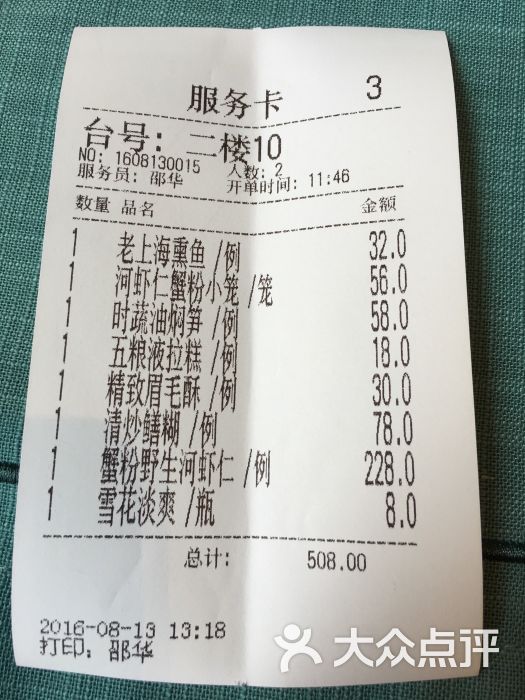 服务卡 3
台号: 二楼10
NO: 1608130015 人数: 2
服务员: 邵华 开单时间: 11:46
数量 品名 金额
1 老上海熏鱼/例 32.0
1 河虾仁蟹粉小笼/笼 56.0
1 时蔬油焖笋/例 58.0
1 五粮液拉糕/例 18.0
1 精致眉毛酥/例 30.0
1 清炒鳝糊/例 78.0
1 蟹粉野生河虾仁/例 228.0
1 雪花淡爽/瓶 8.0
总计: 508.00
2016-08-13 13:18
打印: 邵华
大众点评